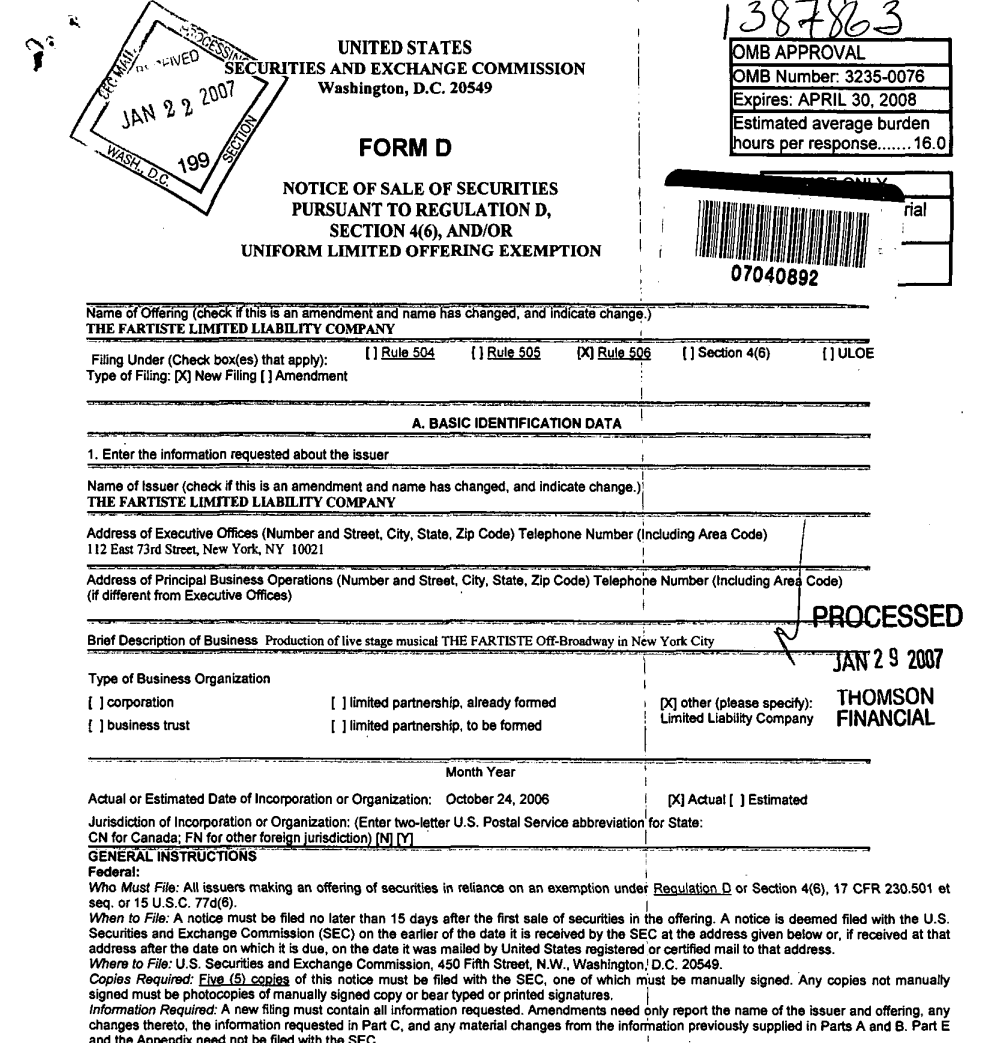 1387863
SEC MAIL PROCESSING SECTION
RECEIVED
JAN 22 2007
WASH., D.C.
199
UNITED STATES
SECURITIES AND EXCHANGE COMMISSION
Washington, D.C. 20549
FORM D
NOTICE OF SALE OF SECURITIES
PURSUANT TO REGULATION D,
SECTION 4(6), AND/OR
UNIFORM LIMITED OFFERING EXEMPTION
OMB APPROVAL
OMB Number: 3235-0076
Expires: APRIL 30, 2008
Estimated average burden
hours per response.......16.0
ONLY
rial
07040892
Name of Offering (check if this is an amendment and name has changed, and indicate change.)
THE FARTISTE LIMITED LIABILITY COMPANY
Filing Under (Check box(es) that apply): [ ] Rule 504 [ ] Rule 505 [X] Rule 506 [ ] Section 4(6) [ ] ULOE
Type of Filing: [X] New Filing [ ] Amendment
A. BASIC IDENTIFICATION DATA
1. Enter the information requested about the issuer
Name of Issuer (check if this is an amendment and name has changed, and indicate change.)
THE FARTISTE LIMITED LIABILITY COMPANY
Address of Executive Offices (Number and Street, City, State, Zip Code) Telephone Number (Including Area Code)
112 East 73rd Street, New York, NY 10021
Address of Principal Business Operations (Number and Street, City, State, Zip Code) Telephone Number (Including Area Code)
(if different from Executive Offices)
Brief Description of Business Production of live stage musical THE FARTISTE Off-Broadway in New York City
PROCESSED
JAN 29 2007
THOMSON
FINANCIAL
Type of Business Organization
[ ] corporation [ ] limited partnership, already formed [X] other (please specify):
Limited Liability Company
[ ] business trust [ ] limited partnership, to be formed
Month Year
Actual or Estimated Date of Incorporation or Organization: October 24, 2006 [X] Actual [ ] Estimated
Jurisdiction of Incorporation or Organization: (Enter two-letter U.S. Postal Service abbreviation for State:
CN for Canada; FN for other foreign jurisdiction) [N] [Y]
GENERAL INSTRUCTIONS
Federal:
Who Must File: All issuers making an offering of securities in reliance on an exemption under Regulation D or Section 4(6), 17 CFR 230.501 et
seq. or 15 U.S.C. 77d(6).
When to File: A notice must be filed no later than 15 days after the first sale of securities in the offering. A notice is deemed filed with the U.S.
Securities and Exchange Commission (SEC) on the earlier of the date it is received by the SEC at the address given below or, if received at that
address after the date on which it is due, on the date it was mailed by United States registered or certified mail to that address.
Where to File: U.S. Securities and Exchange Commission, 450 Fifth Street, N.W., Washington, D.C. 20549.
Copies Required: Five (5) copies of this notice must be filed with the SEC, one of which must be manually signed. Any copies not manually
signed must be photocopies of manually signed copy or bear typed or printed signatures.
Information Required: A new filing must contain all information requested. Amendments need only report the name of the issuer and offering, any
changes thereto, the information requested in Part C, and any material changes from the information previously supplied in Parts A and B. Part E
and the Appendix need not be filed with the SEC.